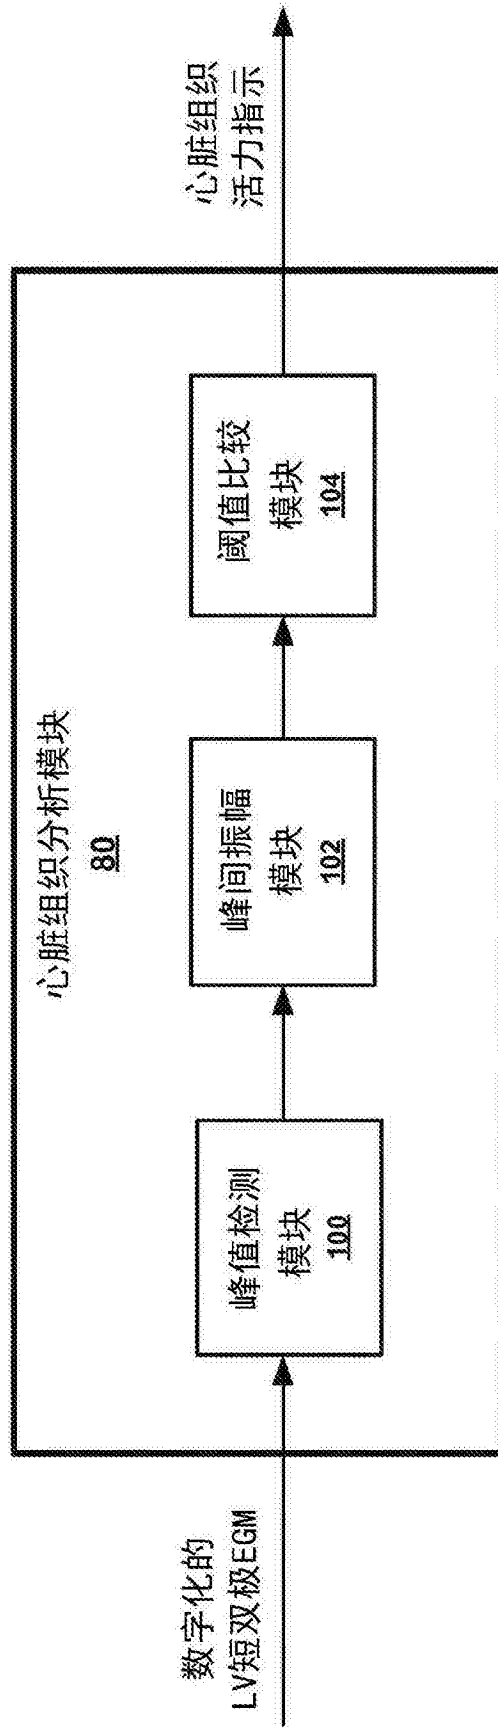 心脏组织分析模块
80
数字化的
LV短双极EGM
峰值检测
模块
100
峰间振幅
模块
102
阈值比较
模块
104
心脏组织
活力指示